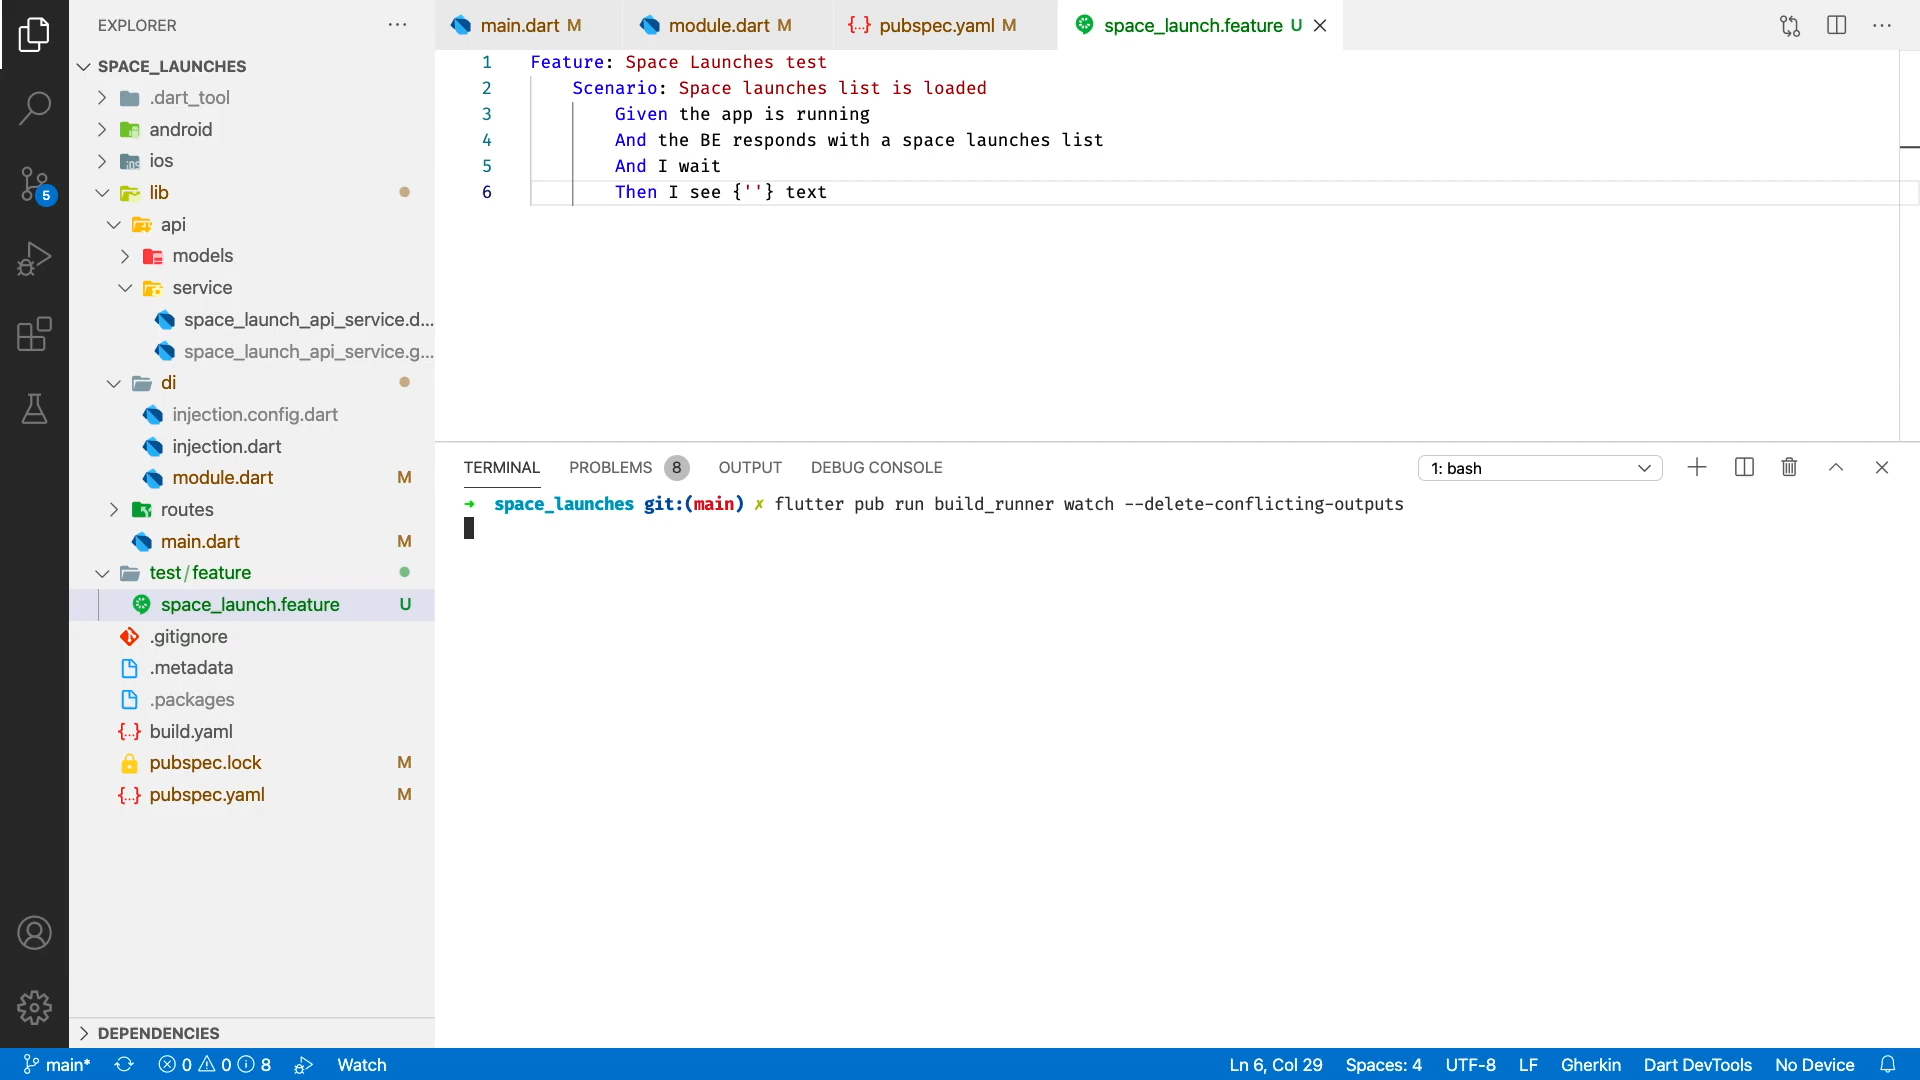 EXPLORER
SPACE_LAUNCHES
.dart_tool
android
ios
lib
api
models
service
space_launch_api_service.d...
space_launch_api_service.g...
di
injection.config.dart
injection.dart
module.dart M
routes
main.dart M
test/feature
space_launch.feature U
.gitignore
.metadata
.packages
build.yaml
pubspec.lock M
pubspec.yaml M
DEPENDENCIES
5
main.dart M
module.dart M
pubspec.yaml M
space_launch.feature U
1 Feature: Space Launches test
2 Scenario: Space launches list is loaded
3 Given the app is running
4 And the BE responds with a space launches list
5 And I wait
6 Then I see {''} text
TERMINAL PROBLEMS 8 OUTPUT DEBUG CONSOLE
1: bash
➜ space_launches git:(main) ✗ flutter pub run build_runner watch --delete-conflicting-outputs
main* 0 0 8 Watch
Ln 6, Col 29 Spaces: 4 UTF-8 LF Gherkin Dart DevTools No Device